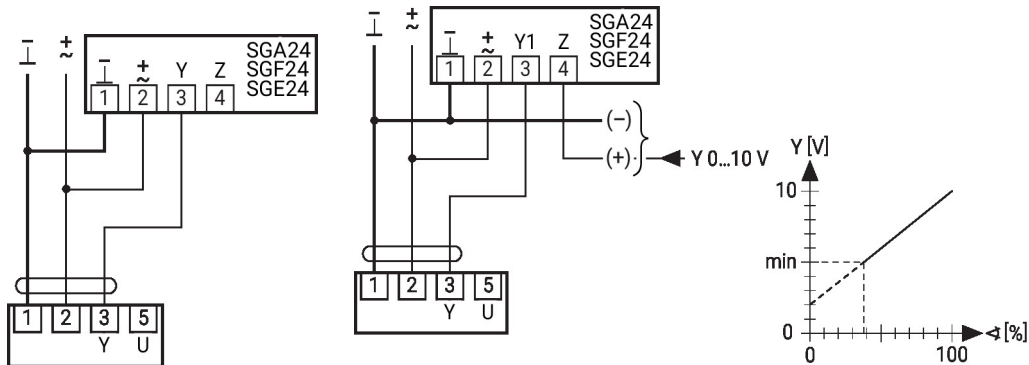 – ⊥ + ~
SGA24
SGF24
SGE24
– ⊥ + ~ Y Z
1 2 3 4
1 2 3 5
Y U
– ⊥ + ~
SGA24
SGF24
SGE24
– ⊥ + ~ Y1 Z
1 2 3 4
(–)
(+) Y 0...10 V
1 2 3 5
Y U
Y [V]
10
min
0
0 100
∢ [%]